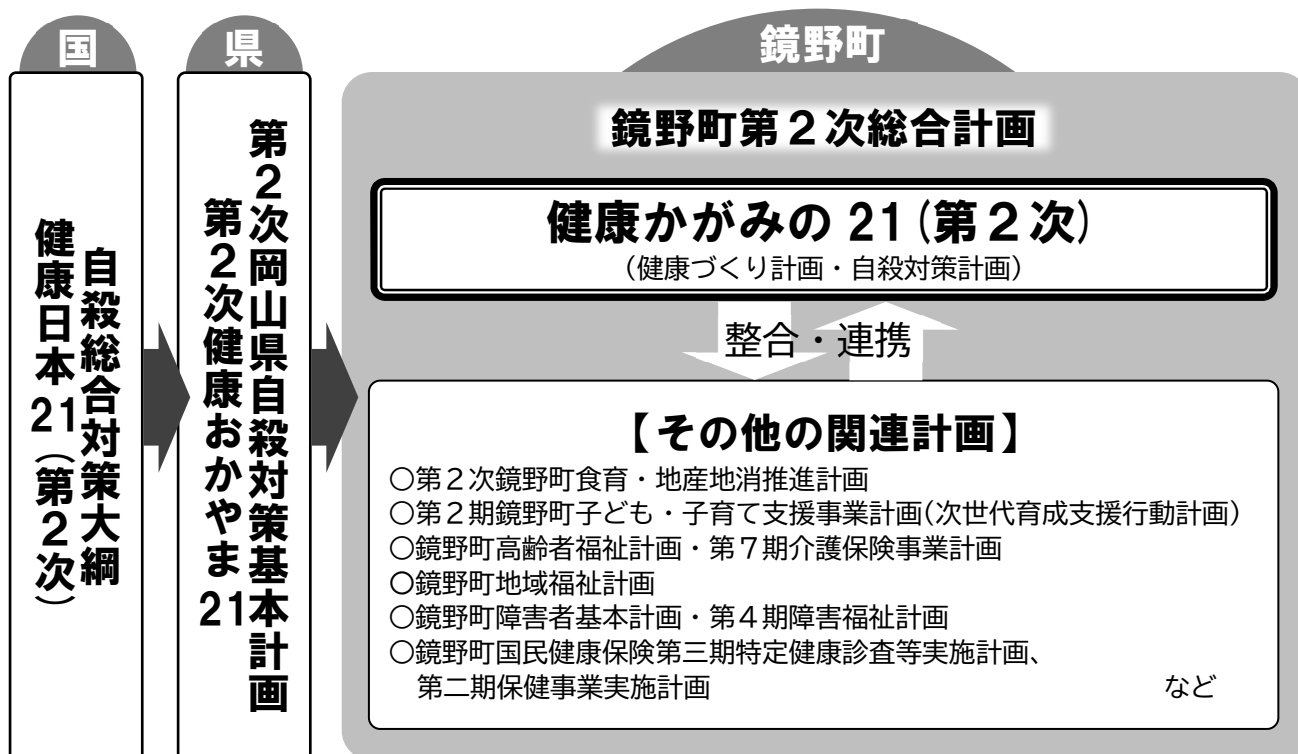 国
自殺総合対策大綱
健康日本21(第２次)
県
第２次岡山県自殺対策基本計画
第２次健康おかやま21
鏡野町
鏡野町第２次総合計画
健康かがみの 21(第２次)
（健康づくり計画・自殺対策計画）
整合・連携
【その他の関連計画】
○第２次鏡野町食育・地産地消推進計画
○第２期鏡野町子ども・子育て支援事業計画(次世代育成支援行動計画)
○鏡野町高齢者福祉計画・第７期介護保険事業計画
○鏡野町地域福祉計画
○鏡野町障害者基本計画・第４期障害福祉計画
○鏡野町国民健康保険第三期特定健康診査等実施計画、
第二期保健事業実施計画 など